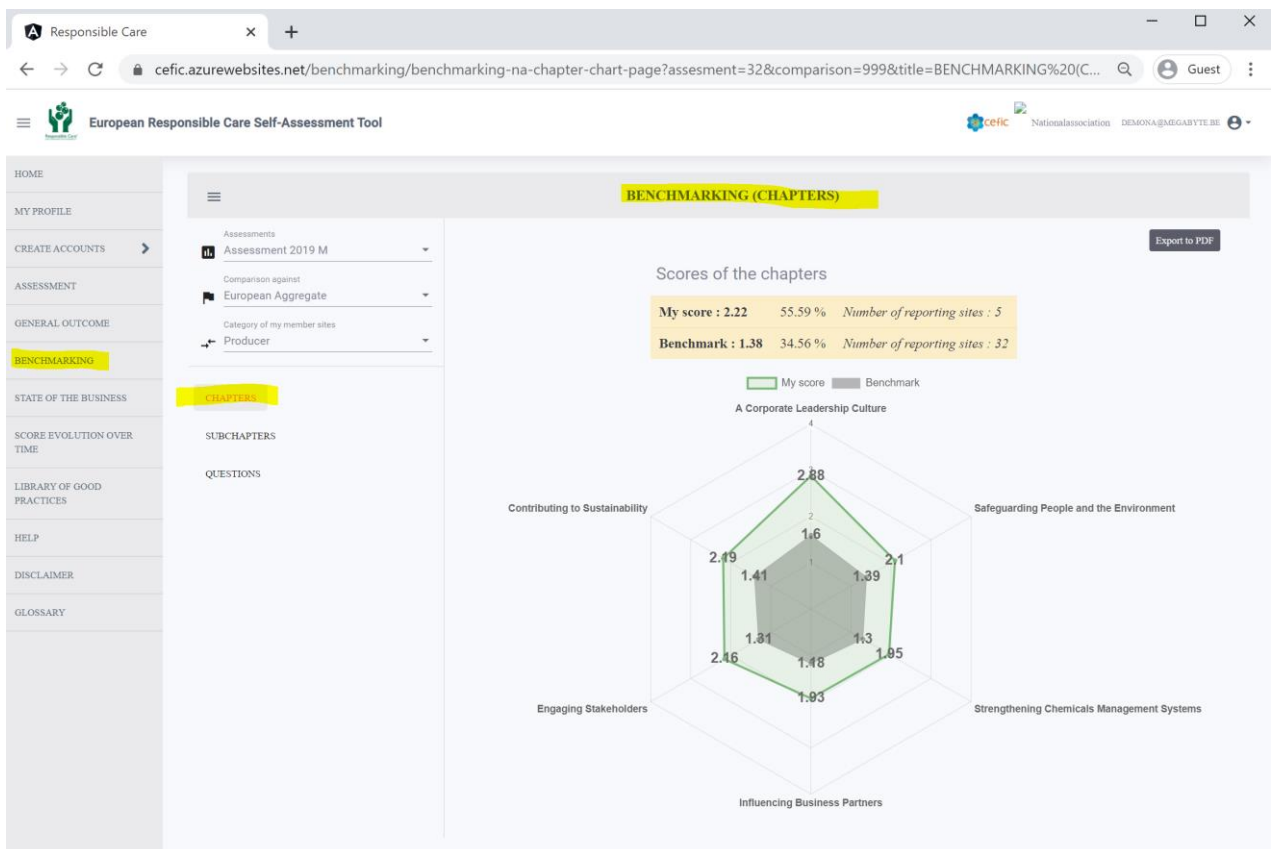 Responsible Care
cefic.azurewebsites.net/benchmarking/benchmarking-na-chapter-chart-page?assesment=32&comparison=999&title=BENCHMARKING%20(C...
Guest
Responsible Care
European Responsible Care Self-Assessment Tool
cefic
Nationalassociation
DEMONA@MEGABYTE.BE
HOME
MY PROFILE
CREATE ACCOUNTS
ASSESSMENT
GENERAL OUTCOME
BENCHMARKING
STATE OF THE BUSINESS
SCORE EVOLUTION OVER
TIME
LIBRARY OF GOOD
PRACTICES
HELP
DISCLAIMER
GLOSSARY
BENCHMARKING (CHAPTERS)
Assessments
Assessment 2019 M
Comparison against
European Aggregate
Category of my member sites
Producer
CHAPTERS
SUBCHAPTERS
QUESTIONS
Export to PDF
Scores of the chapters
My score : 2.22 55.59 % Number of reporting sites : 5
Benchmark : 1.38 34.56 % Number of reporting sites : 32
My score Benchmark
A Corporate Leadership Culture
4
2.88
Contributing to Sustainability
Safeguarding People and the Environment
2
1.6
2.19
2.1
1
1.41
1.39
1.31
1.3
2.16
1.18
1.95
1.93
Engaging Stakeholders
Strengthening Chemicals Management Systems
Influencing Business Partners